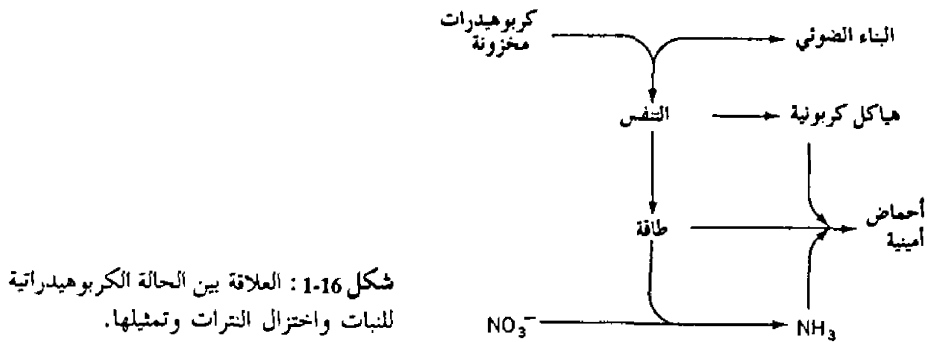 كربوهيدرات
مخزونة
البناء الضوئي
التنفس
هياكل كربونية
طاقة
أحماض
أمينية
NO₃⁻
NH₃
شكل 16-1 : العلاقة بين الحالة الكربوهيدراتية
للنبات واختزال النترات وتمثيلها.